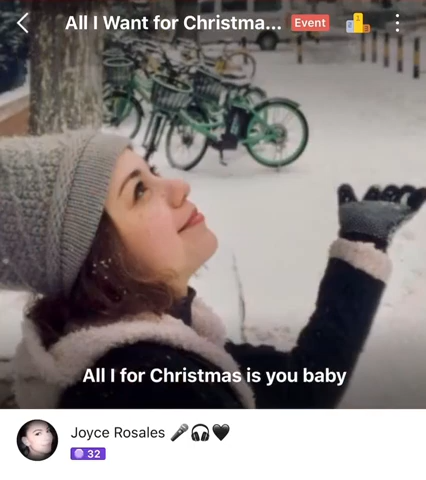 All I Want for Christma... Event
All I for Christmas is you baby
Joyce Rosales 🎤🎧🖤
32